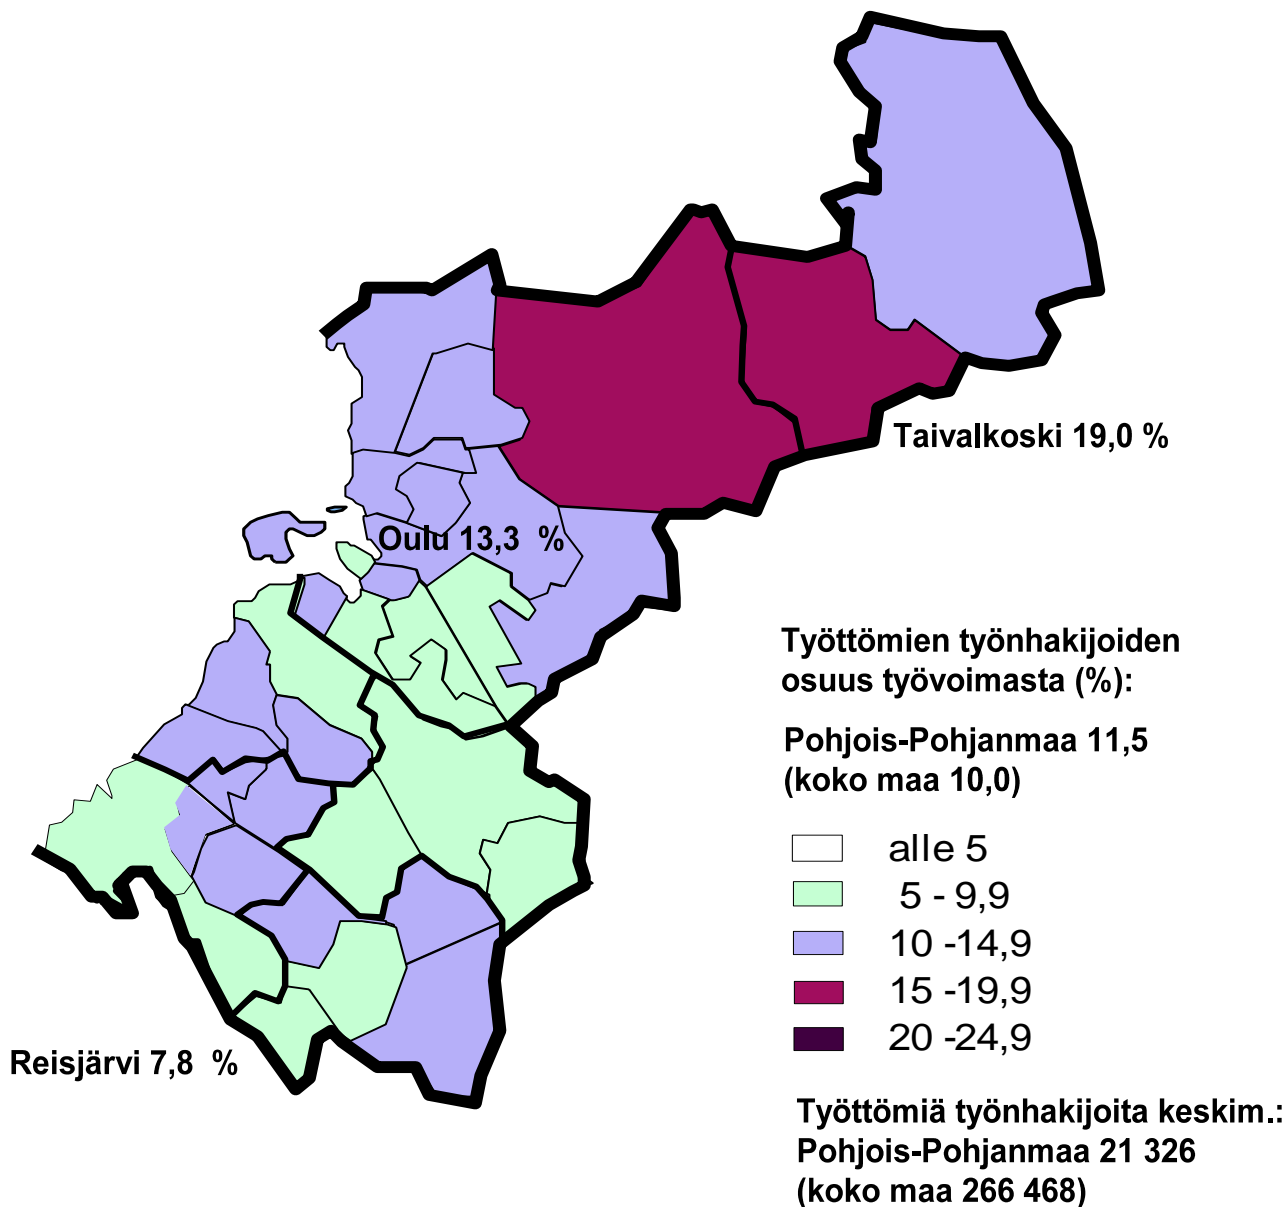 Taivalkoski 19,0 %
Oulu 13,3 %
Työttömien työnhakijoiden
osuus työvoimasta (%):
Pohjois-Pohjanmaa 11,5
(koko maa 10,0)
alle 5
5 - 9,9
10 -14,9
15 -19,9
20 -24,9
Reisjärvi 7,8 %
Työttömiä työnhakijoita keskim.:
Pohjois-Pohjanmaa 21 326
(koko maa 266 468)